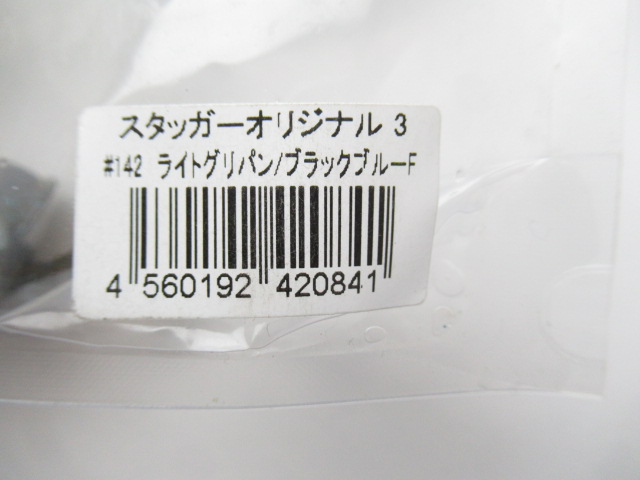 スタッガーオリジナル 3
#142 ライトグリパン/ブラックブルーF
4 560192 420841